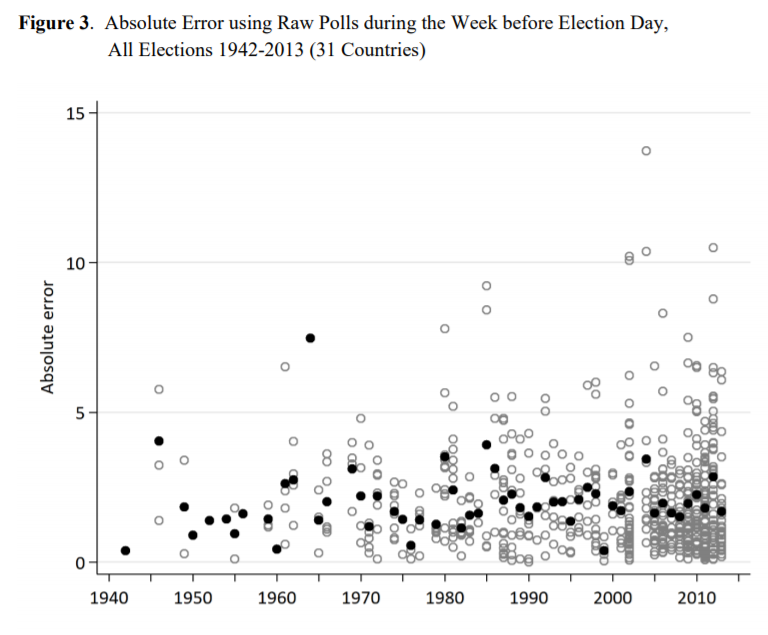 Figure 3. Absolute Error using Raw Polls during the Week before Election Day,
All Elections 1942-2013 (31 Countries)
15
10
5
0
Absolute error
1940 1950 1960 1970 1980 1990 2000 2010